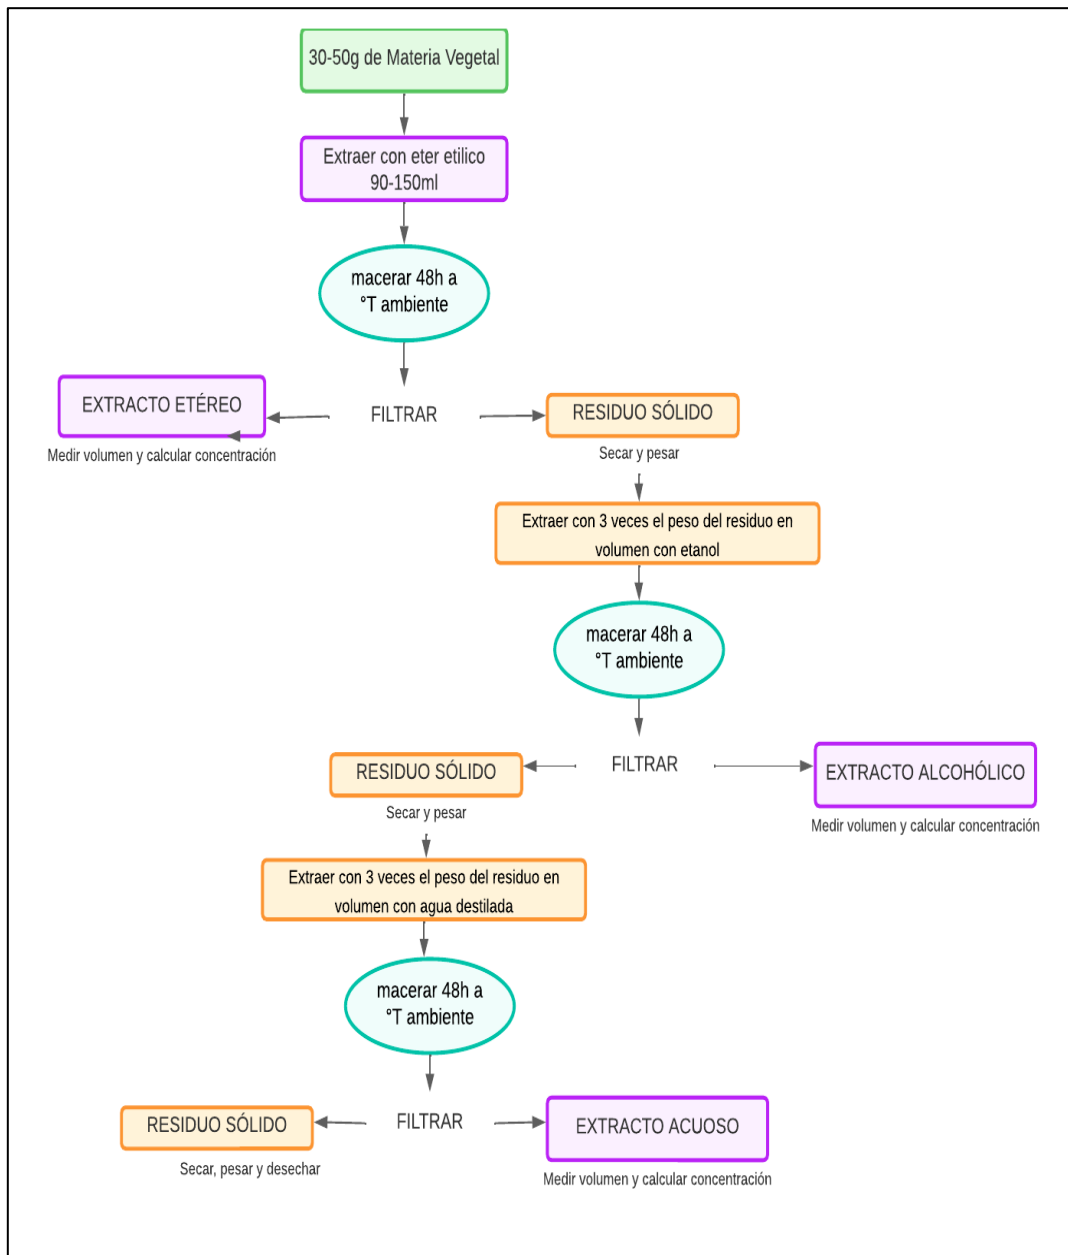 30-50g de Materia Vegetal
Extraer con eter etilico
90-150ml
macerar 48h a
°T ambiente
EXTRACTO ETÉREO
FILTRAR
RESIDUO SÓLIDO
Medir volumen y calcular concentración
Secar y pesar
Extraer con 3 veces el peso del residuo en
volumen con etanol
macerar 48h a
°T ambiente
RESIDUO SÓLIDO
FILTRAR
EXTRACTO ALCOHÓLICO
Secar y pesar
Medir volumen y calcular concentración
Extraer con 3 veces el peso del residuo en
volumen con agua destilada
macerar 48h a
°T ambiente
RESIDUO SÓLIDO
FILTRAR
EXTRACTO ACUOSO
Secar, pesar y desechar
Medir volumen y calcular concentración